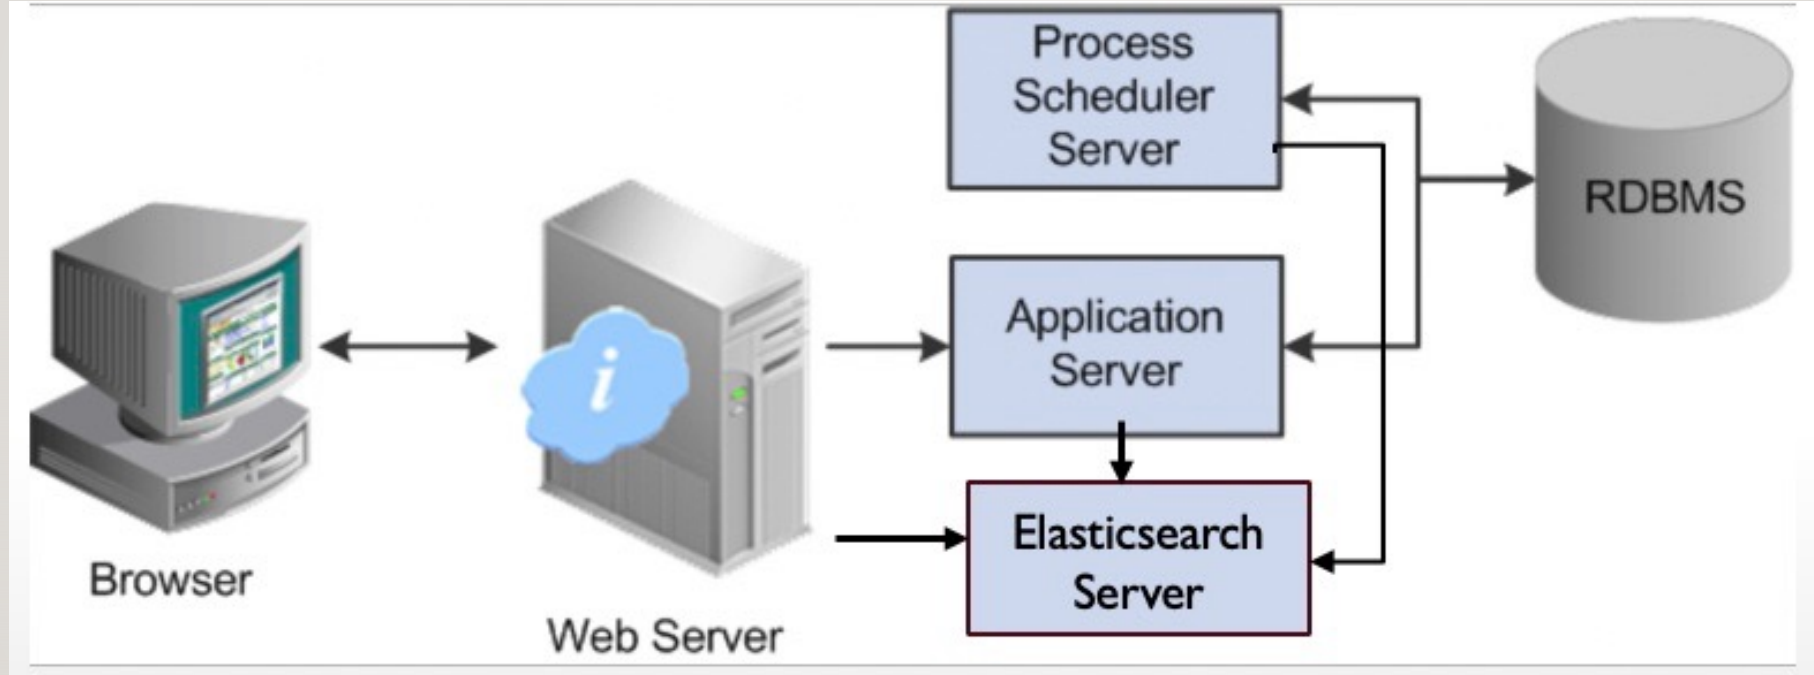 Process
Scheduler
Server
RDBMS
Application
Server
i
Elasticsearch
Server
Browser
Web Server